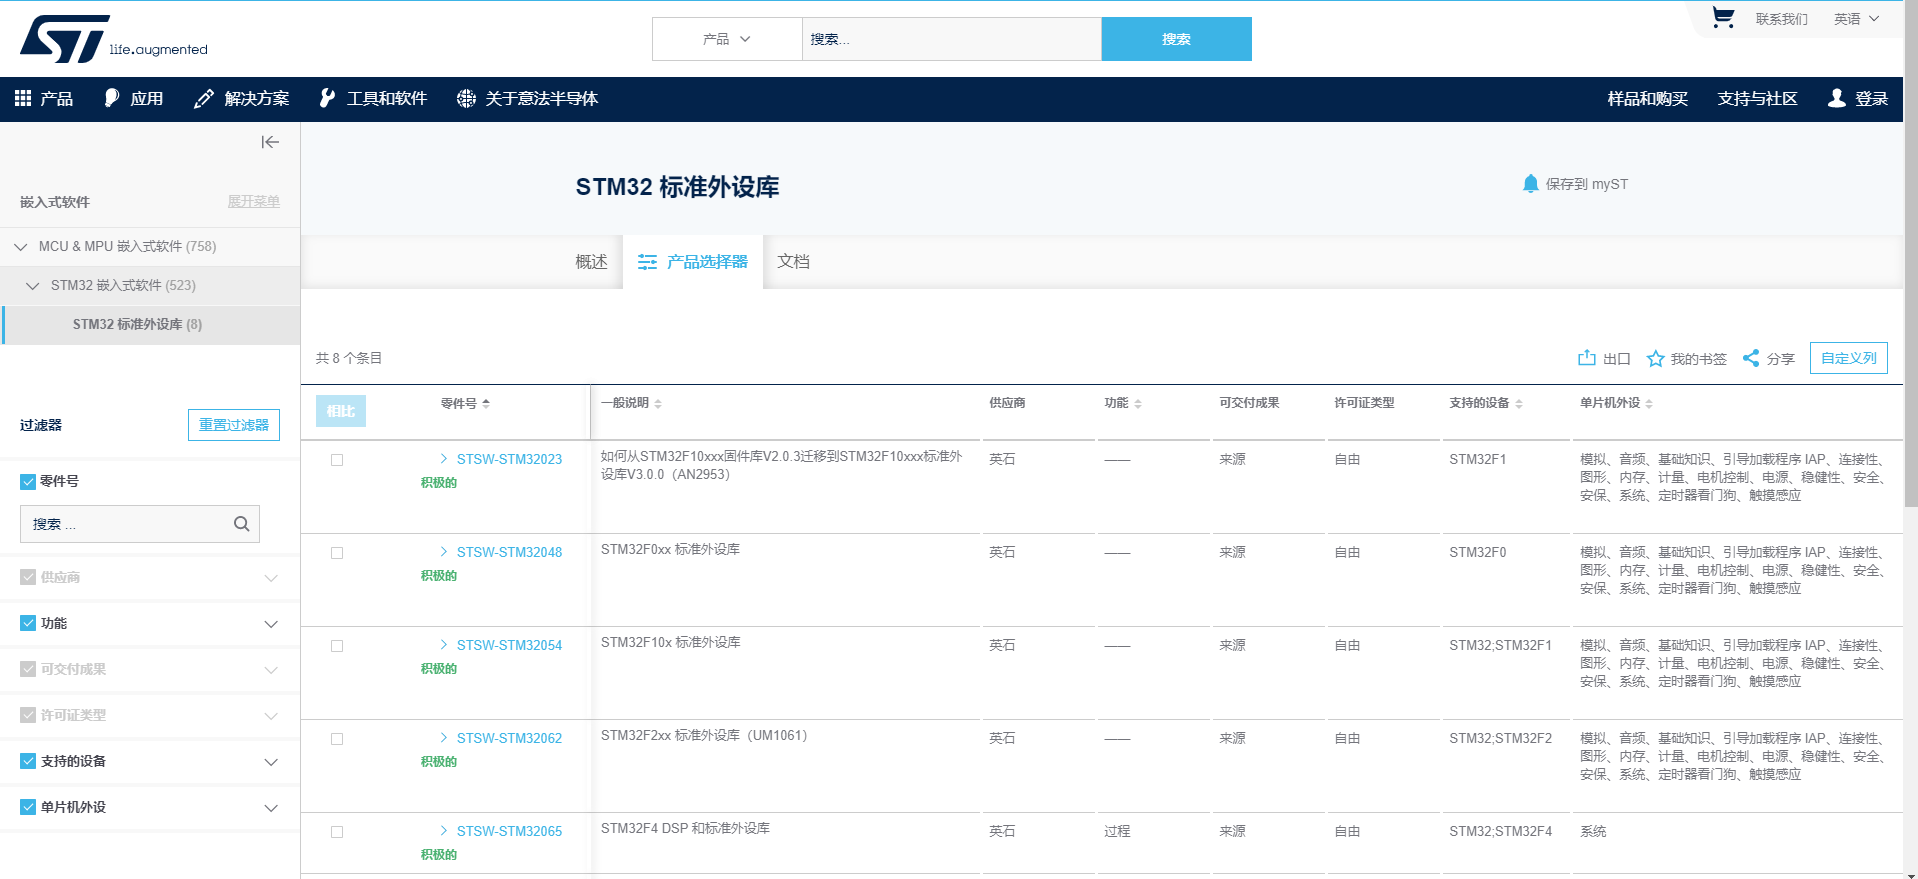 ST life.augmented
产品
搜索...
搜索
联系我们
英语
产品
应用
解决方案
工具和软件
关于意法半导体
样品和购买
支持与社区
登录
嵌入式软件
展开菜单
MCU & MPU 嵌入式软件 (758)
STM32 嵌入式软件 (523)
STM32 标准外设库 (8)
过滤器
重置过滤器
零件号
搜索 ...
供应商
功能
可交付成果
许可证类型
支持的设备
单片机外设
STM32 标准外设库
保存到 myST
概述
产品选择器
文档
共 8 个条目
出口
我的书签
分享
自定义列
相比
零件号
一般说明
供应商
功能
可交付成果
许可证类型
支持的设备
单片机外设
STSW-STM32023
积极的
如何从STM32F10xxx固件库V2.0.3迁移到STM32F10xxx标准外
设库V3.0.0（AN2953）
英石
——
来源
自由
STM32F1
模拟、音频、基础知识、引导加载程序 IAP、连接性、
图形、内存、计量、电机控制、电源、稳健性、安全、
安保、系统、定时器看门狗、触摸感应
STSW-STM32048
积极的
STM32F0xx 标准外设库
英石
——
来源
自由
STM32F0
模拟、音频、基础知识、引导加载程序 IAP、连接性、
图形、内存、计量、电机控制、电源、稳健性、安全、
安保、系统、定时器看门狗、触摸感应
STSW-STM32054
积极的
STM32F10x 标准外设库
英石
——
来源
自由
STM32;STM32F1
模拟、音频、基础知识、引导加载程序 IAP、连接性、
图形、内存、计量、电机控制、电源、稳健性、安全、
安保、系统、定时器看门狗、触摸感应
STSW-STM32062
积极的
STM32F2xx 标准外设库（UM1061）
英石
——
来源
自由
STM32;STM32F2
模拟、音频、基础知识、引导加载程序 IAP、连接性、
图形、内存、计量、电机控制、电源、稳健性、安全、
安保、系统、定时器看门狗、触摸感应
STSW-STM32065
积极的
STM32F4 DSP 和标准外设库
英石
过程
来源
自由
STM32;STM32F4
系统